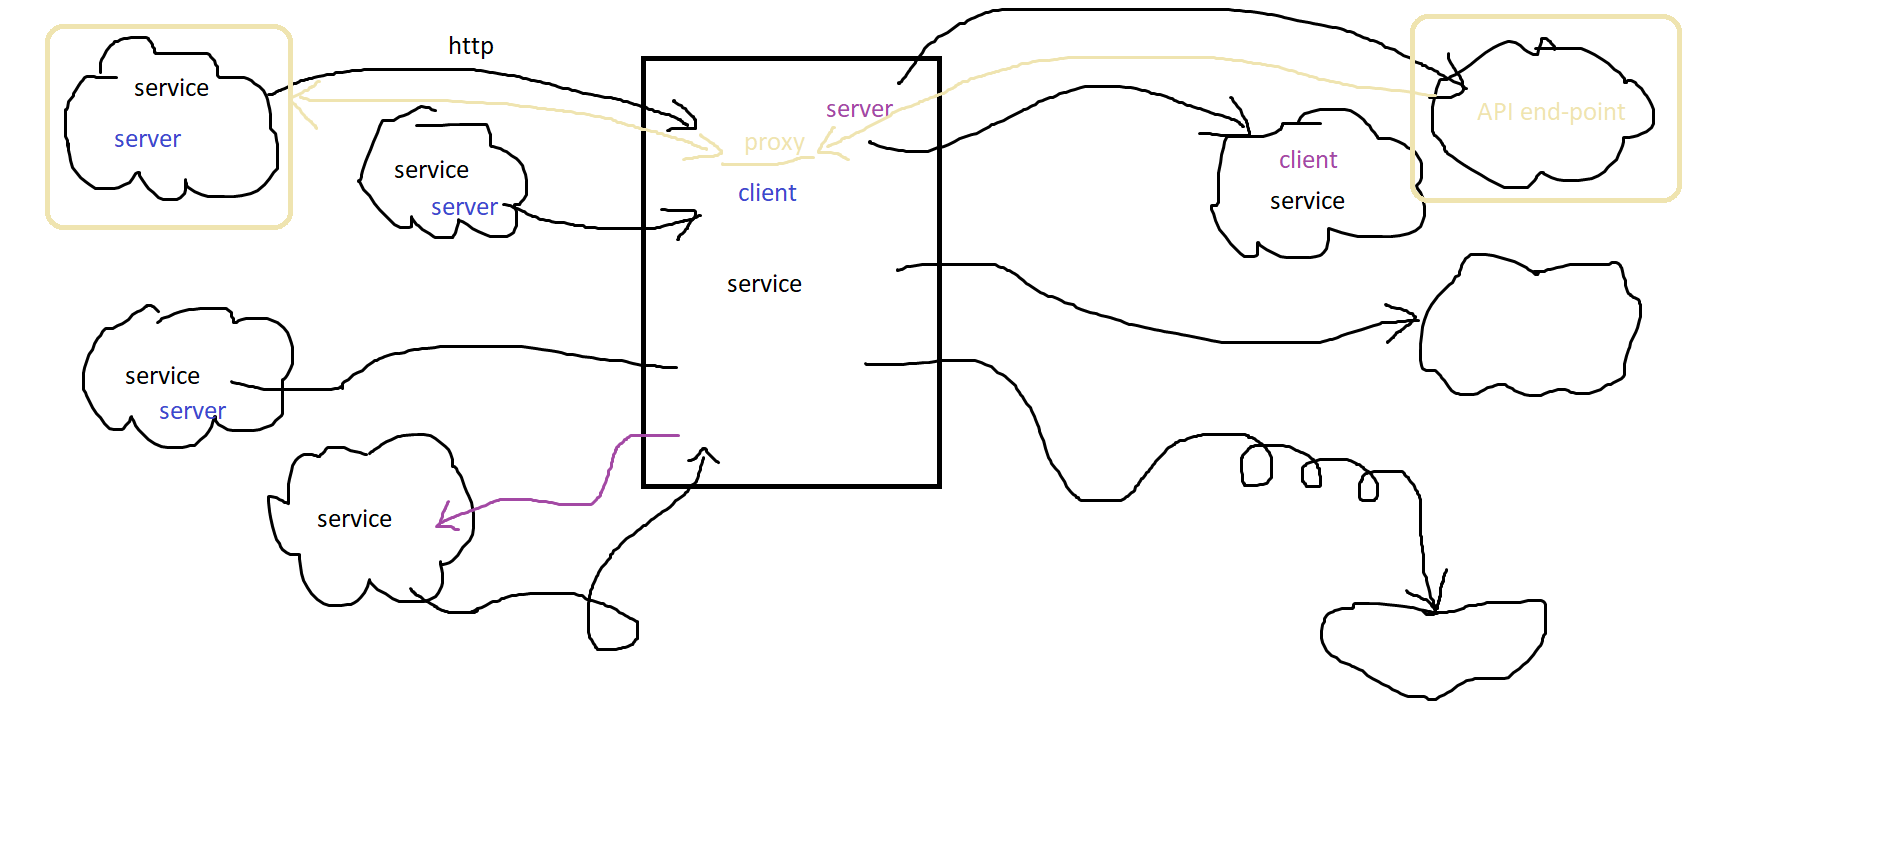 http
service
server
service
server
server
proxy
client
service
API end-point
client
service
service
server
service